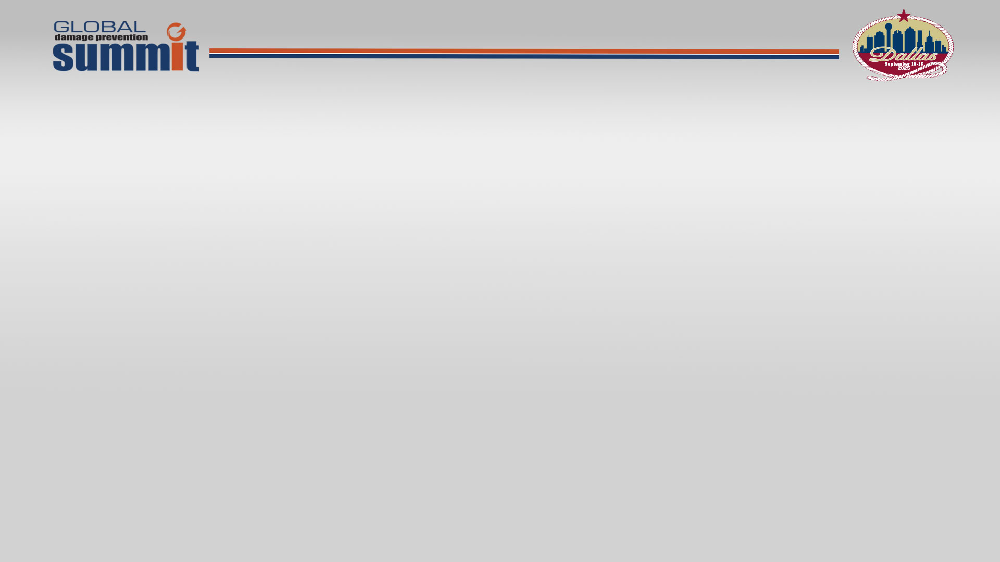 GLOBAL
damage prevention
summit
Dallas
September 16-18
2025